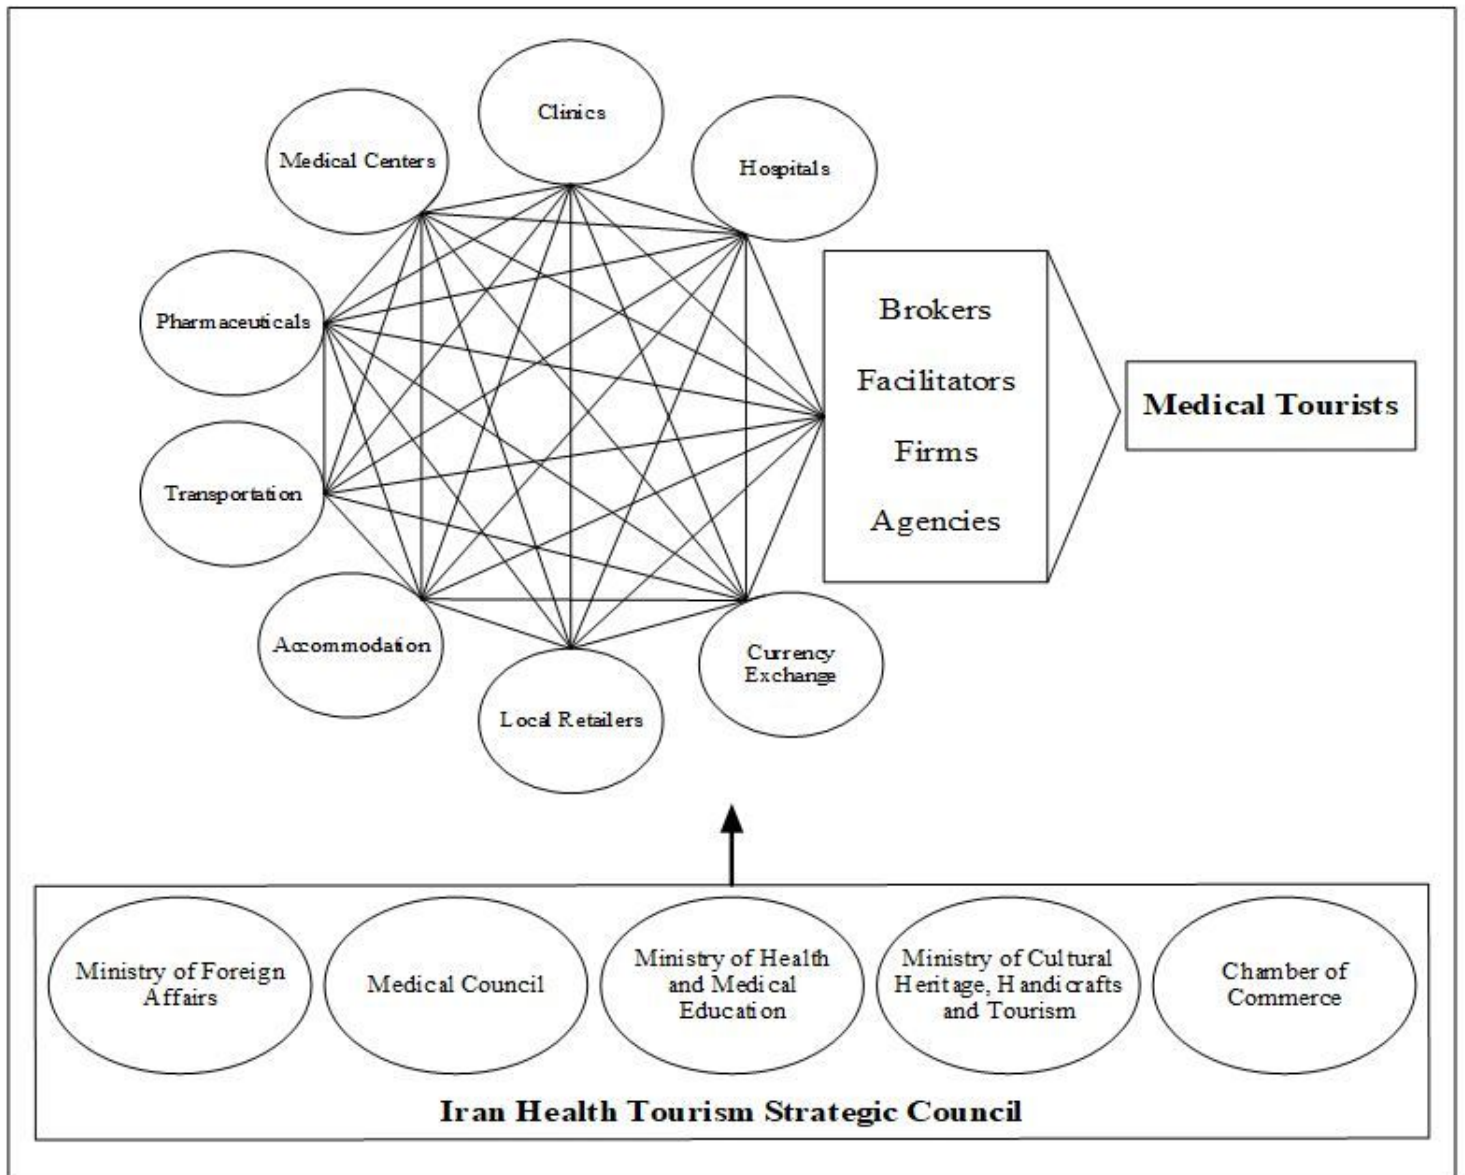 Clinics
Medical Centers
Hospitals
Pharmaceuticals
Transportation
Accommodation
Local Retailers
Currency
Exchange
Brokers
Facilitators
Firms
Agencies
Medical Tourists
Ministry of Foreign
Affairs
Medical Council
Ministry of Health
and Medical
Education
Ministry of Cultural
Heritage, Handicrafts
and Tourism
Chamber of
Commerce
Iran Health Tourism Strategic Council